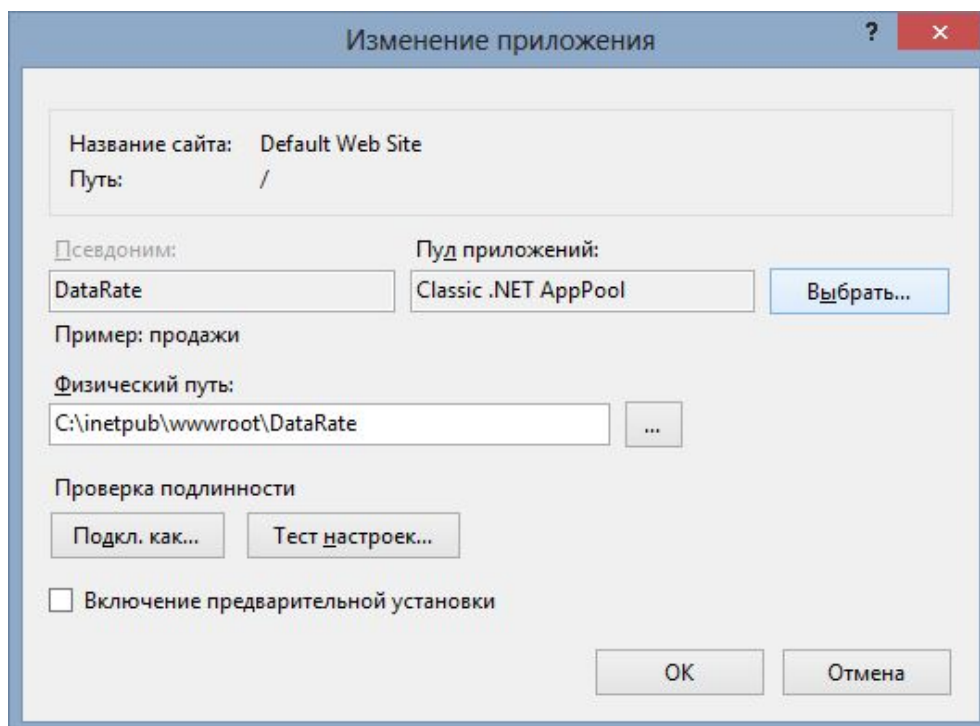 Изменение приложения
?
×
Название сайта: Default Web Site
Путь: /
Псевдоним:
Пул приложений:
DataRate
Classic .NET AppPool
Выбрать...
Пример: продажи
Физический путь:
C:\inetpub\wwwroot\DataRate
...
Проверка подлинности
Подкл. как...
Тест настроек...
Включение предварительной установки
ОК
Отмена